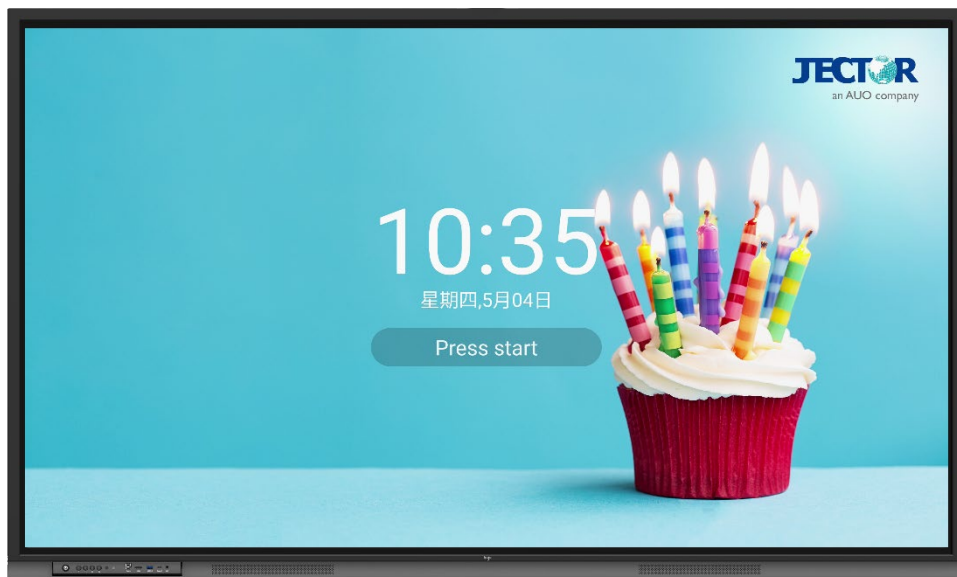 JECTOR
an AUO company
10:35
星期四,5月04日
Press start